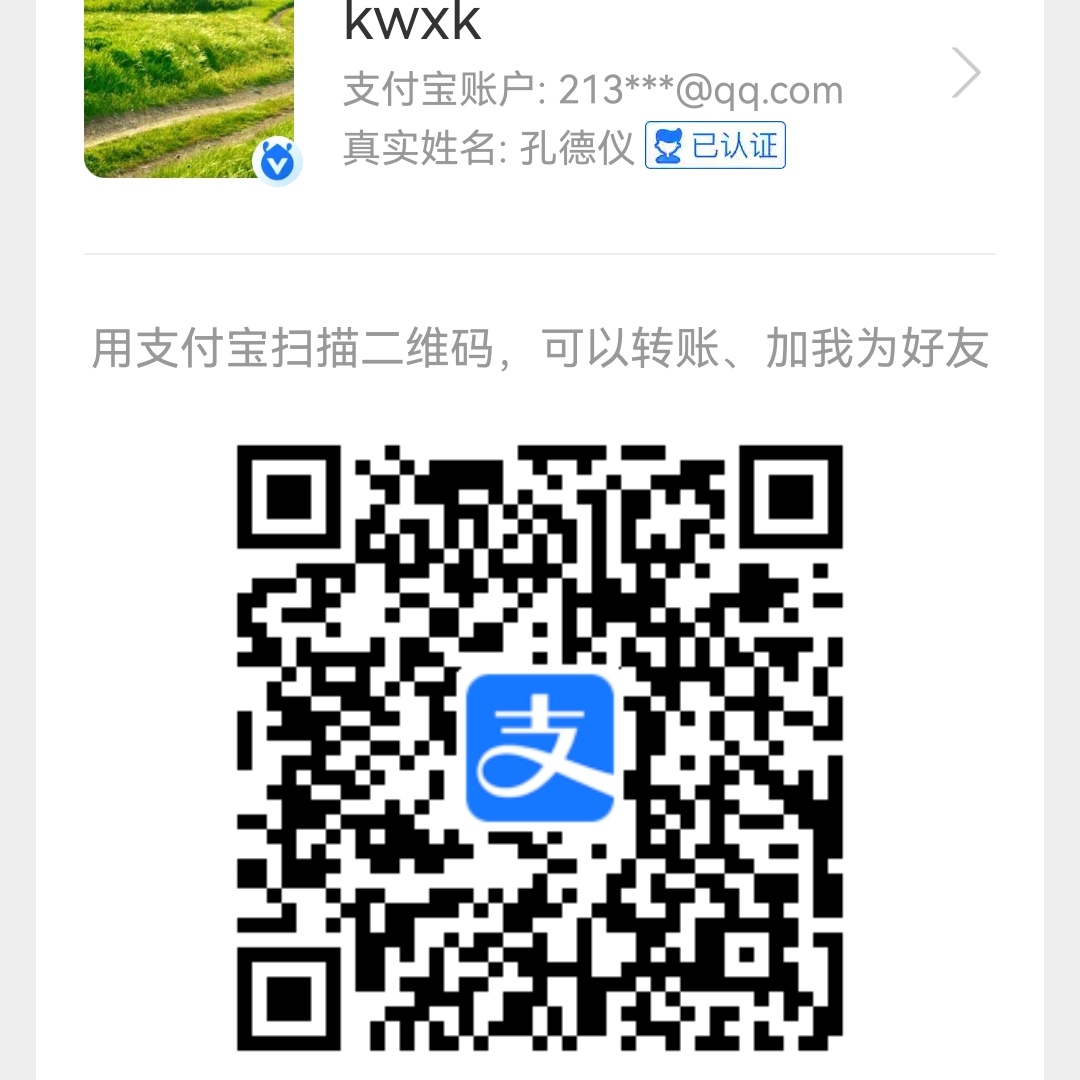 kwxk
支付宝账户: 213***@qq.com
真实姓名: 孔德仪 已认证
用支付宝扫描二维码，可以转账、加我为好友
支